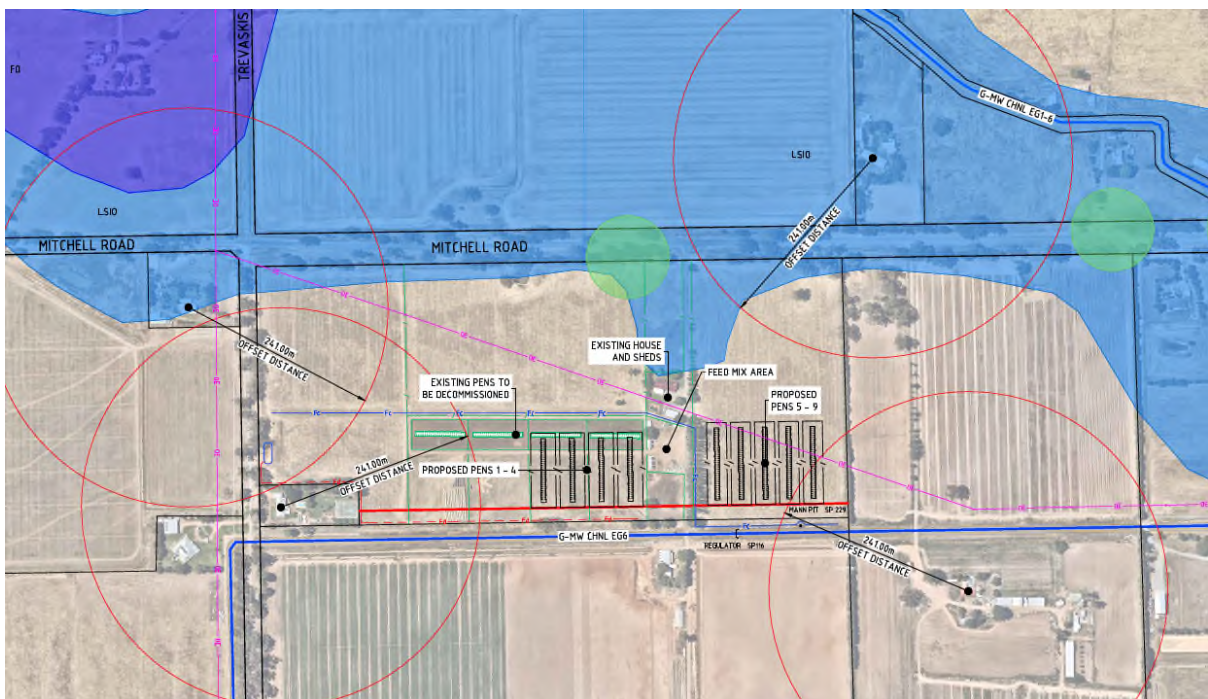 TREVASKIS
FO
G-MW CHNL EG1-6
LSIO
LSIO
241.00m
OFFSET DISTANCE
MITCHELL ROAD
MITCHELL ROAD
241.00m
OFFSET DISTANCE
EXISTING HOUSE
AND SHEDS
FEED MIX AREA
EXISTING PENS TO
BE DECOMMISSIONED
PROPOSED
PENS 5 - 9
PROPOSED PENS 1 - 4
241.00m
OFFSET DISTANCE
MANN PIT SP 229
G-MW CHNL EG6
REGULATOR SP116
241.00m
OFFSET DISTANCE